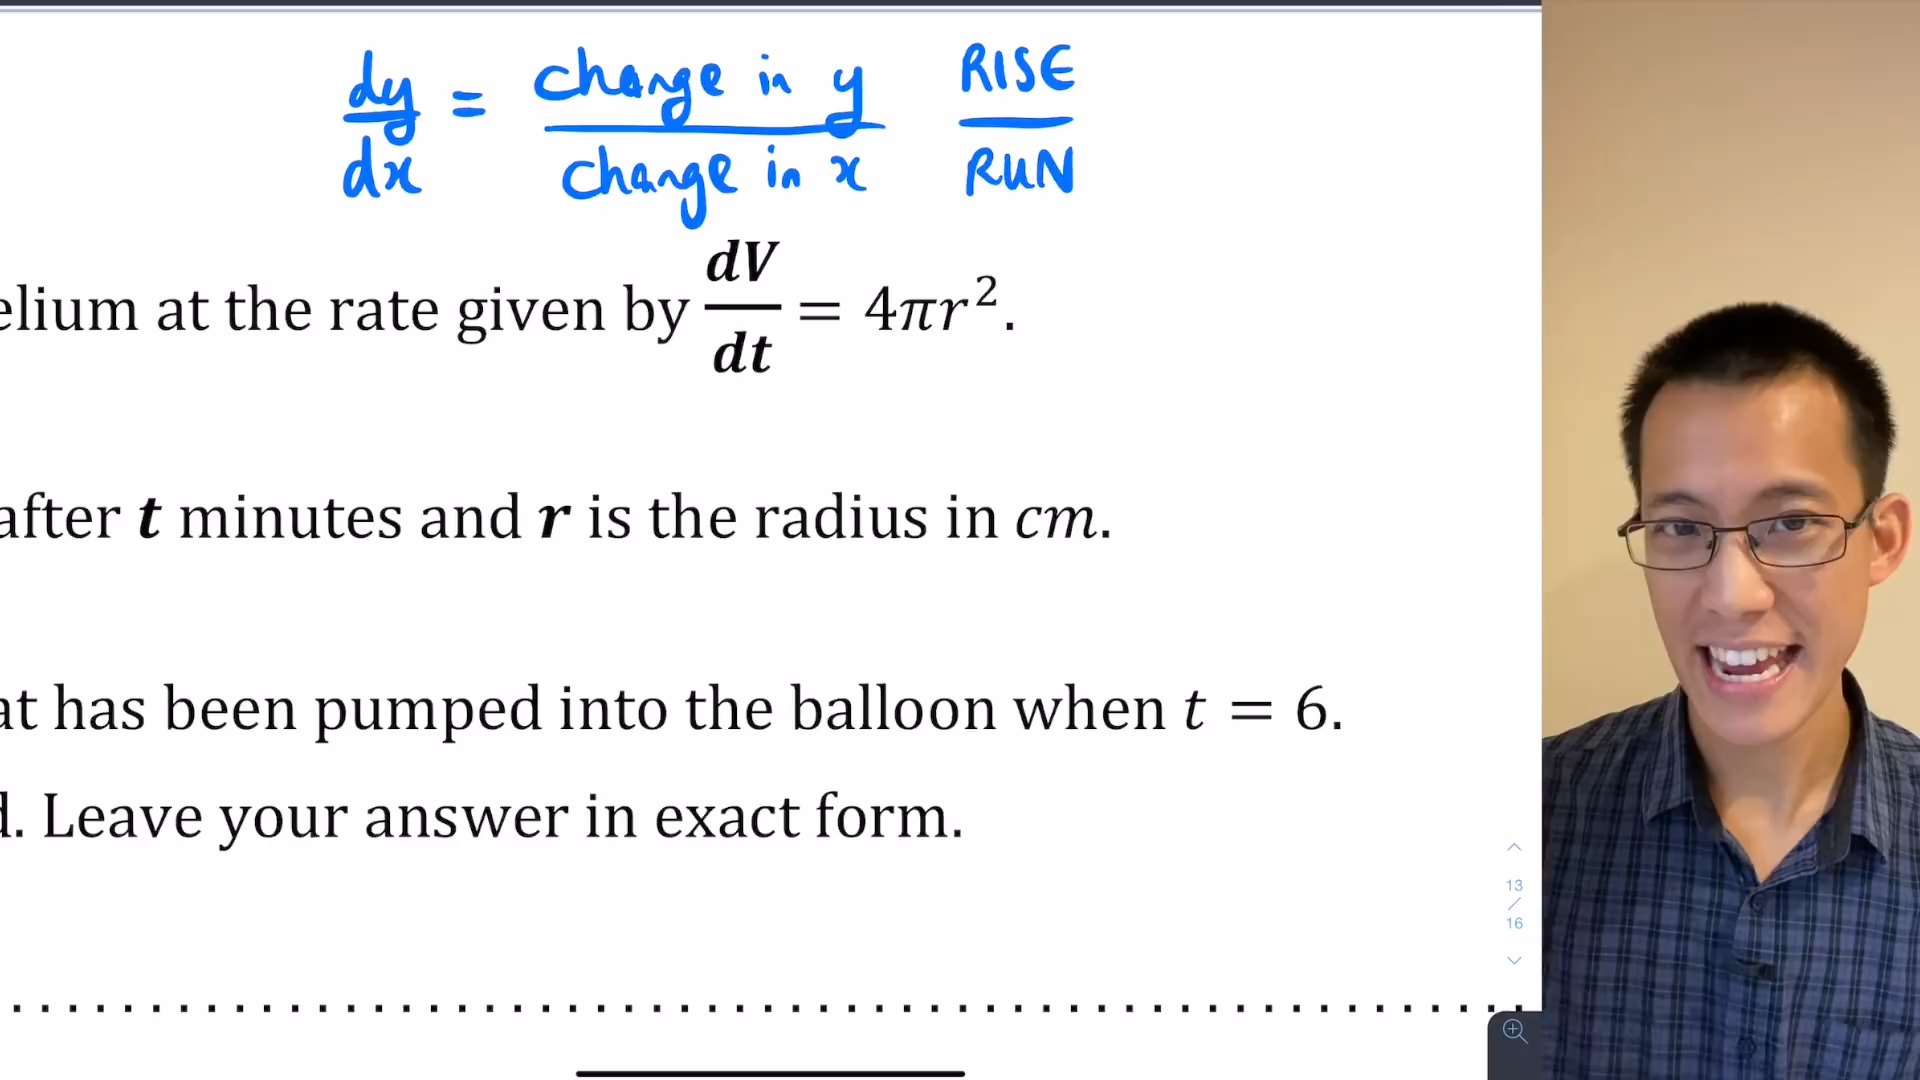 dy/dx = change in y/change in x RISE/RUN
elium at the rate given by dV/dt = 4πr².
after t minutes and r is the radius in cm.
at has been pumped into the balloon when t = 6.
d. Leave your answer in exact form.
13
/
16